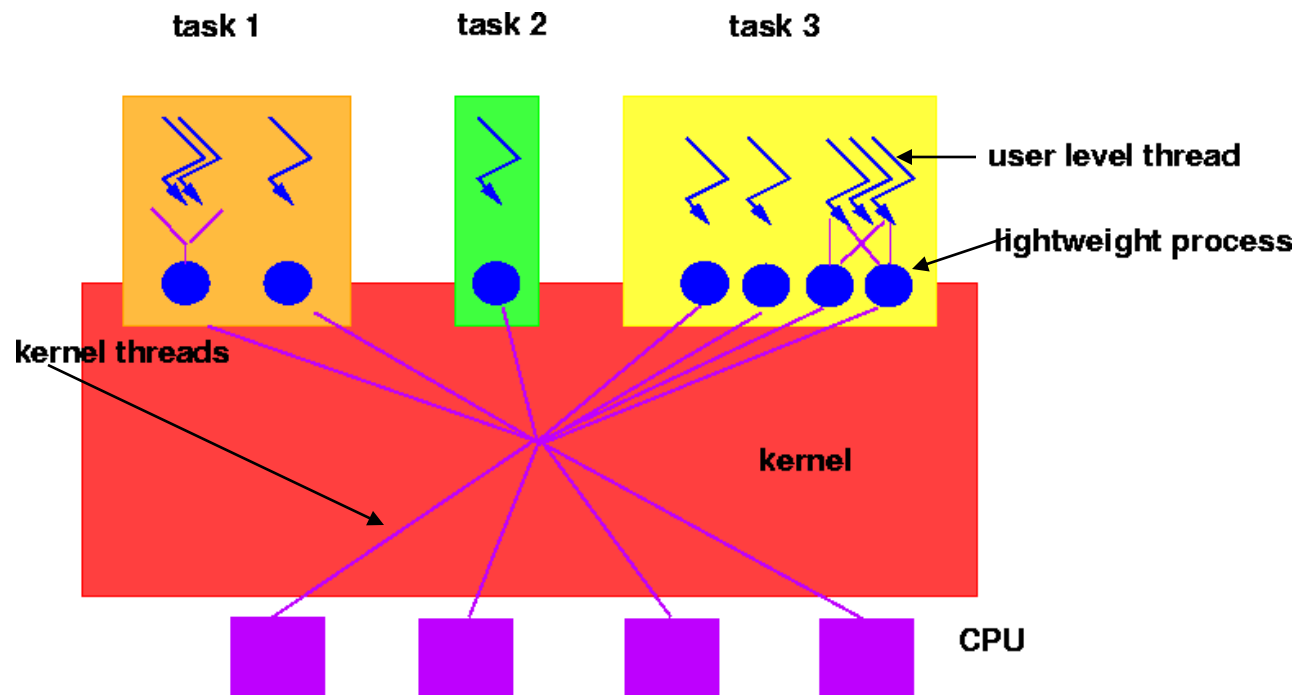 task 1
task 2
task 3
user level thread
lightweight process
kernel threads
kernel
CPU